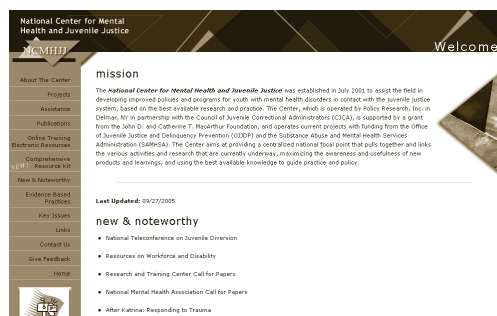 National Center for Mental
Health and Juvenile Justice
NCMHJJ
Welcome
About The Center
Projects
Assistance
Publications
Online Training
Electronic Resources
NEW!
Comprehensive
Resource Kit
New & Noteworthy
Evidence Based
Practices
Key Issues
Links
Contact Us
Give Feedback
Home
mission
The National Center for Mental Health and Juvenile Justice was established in July 2001 to assist the field in
developing improved policies and programs for youth with mental health disorders in contact with the juvenile justice
system, based on the best available research and practice. The Center, which is operated by Policy Research, Inc. in
Delmar, NY in partnership with the Council of Juvenile Correctional Administrators (CJCA), is supported by a grant
from the John D. and Catherine T. MacArthur Foundation, and operates current projects with funding from the Office
of Juvenile Justice and Delinquency Prevention (OJJDP) and the Substance Abuse and Mental Health Services
Administration (SAMHSA). The Center aims at providing a centralized national focal point that pulls together and links
the various activities and research that are currently underway, maximizing the awareness and usefulness of new
products and learnings, and using the best available knowledge to guide practice and policy.
Last Updated: 09/27/2005
new & noteworthy
• National Teleconference on Juvenile Diversion
• Resources on Workforce and Disability
• Research and Training Center Call for Papers
• National Mental Health Association Call for Papers
• After Katrina: Responding to Trauma